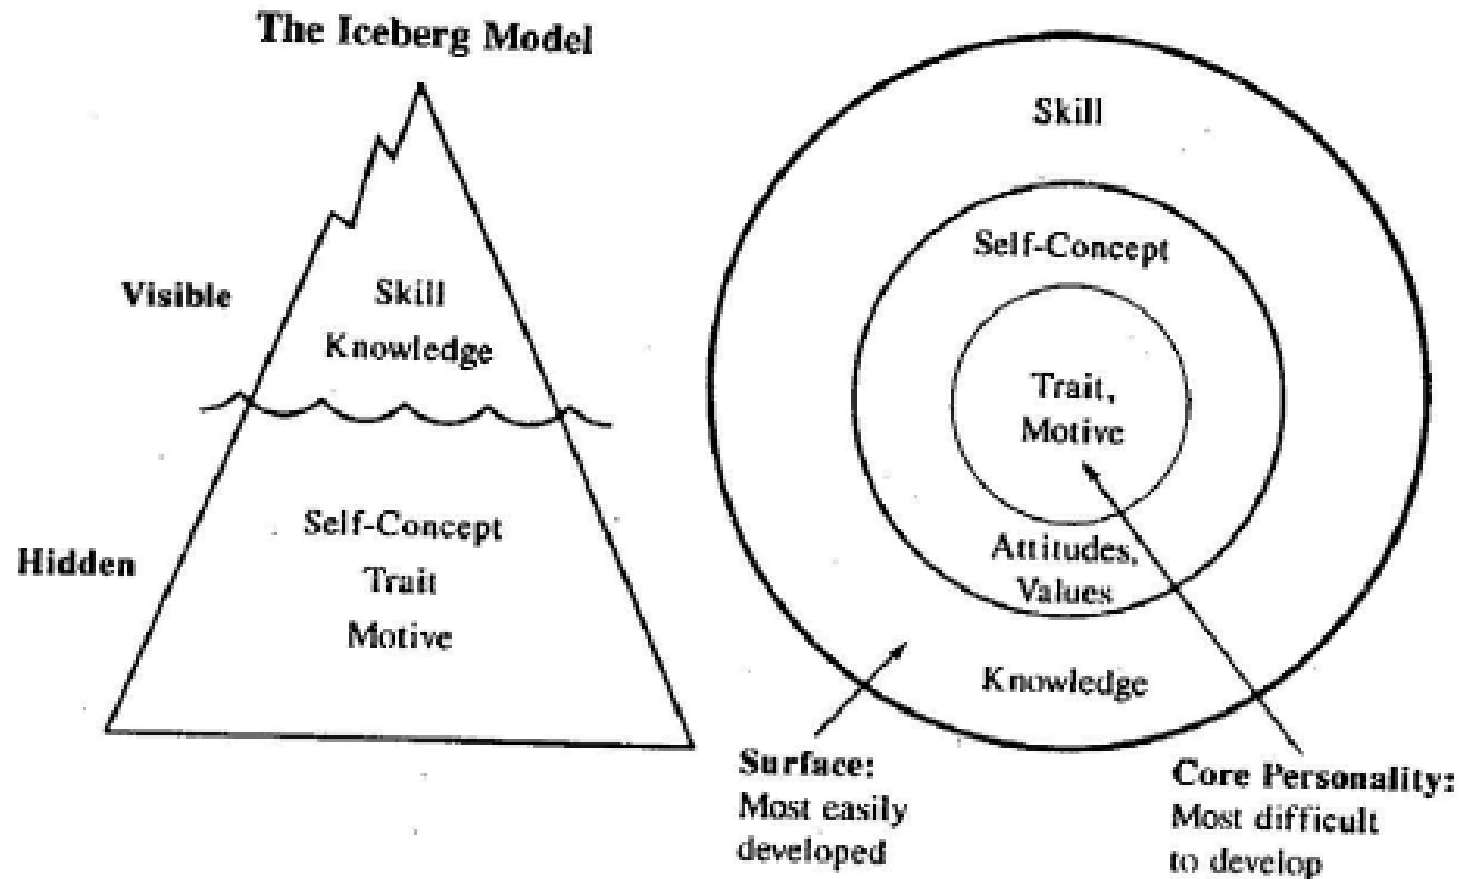 The Iceberg Model
Visible
Skill
Knowledge
Hidden
Self-Concept
Trait
Motive
Skill
Self-Concept
Trait,
Motive
Attitudes,
Values
Knowledge
Surface:
Most easily
developed
Core Personality:
Most difficult
to develop